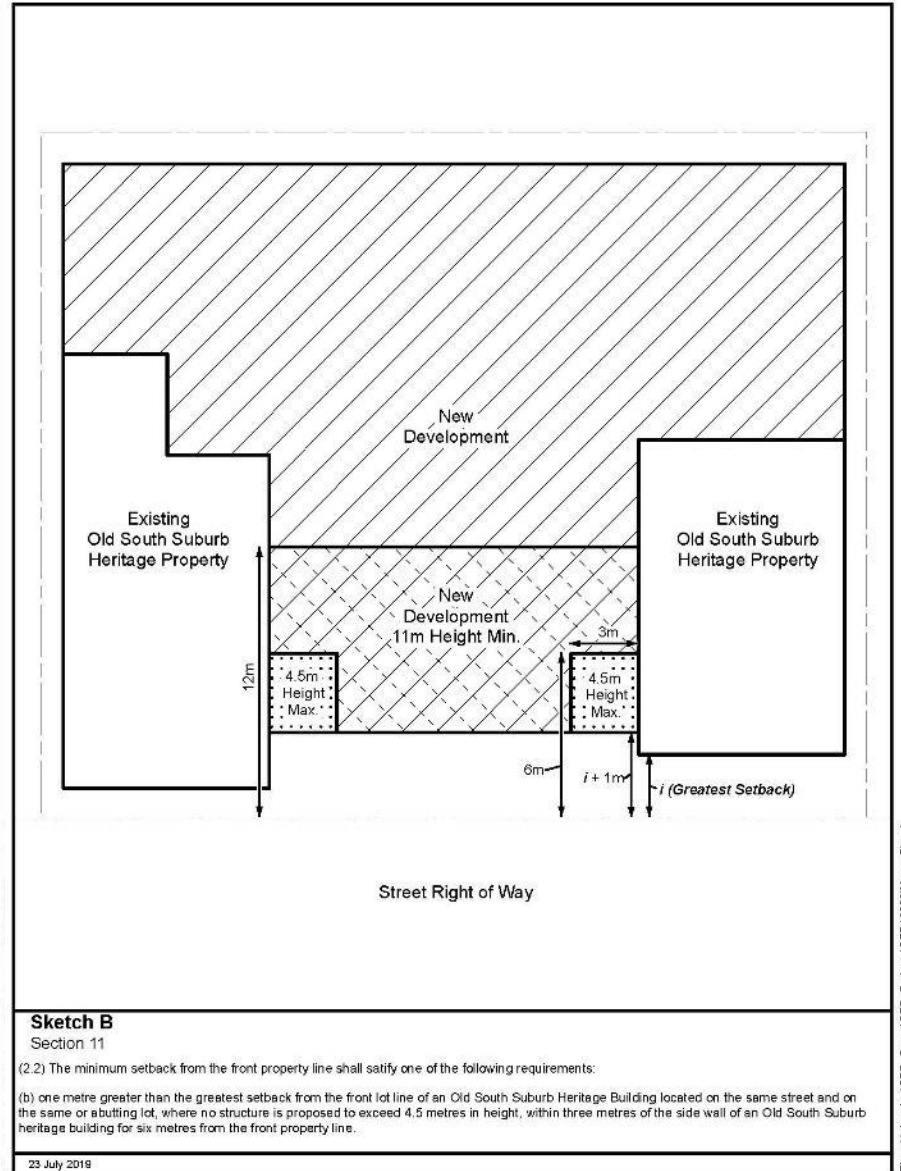 New
Development
Existing
Old South Suburb
Heritage Property
Existing
Old South Suburb
Heritage Property
New
Development
11m Height Min.
3m
12m
4.5m
Height
Max.
4.5m
Height
Max.
6m
i + 1m
i (Greatest Setback)
Street Right of Way
Sketch B
Section 11
(2.2) The minimum setback from the front property line shall satify one of the following requirements:
(b) one metre greater than the greatest setback from the front lot line of an Old South Suburb Heritage Building located on the same street and on
the same or abutting lot, where no structure is proposed to exceed 4.5 metres in height, within three metres of the side wall of an Old South Suburb
heritage building for six metres from the front property line.
23 July 2019